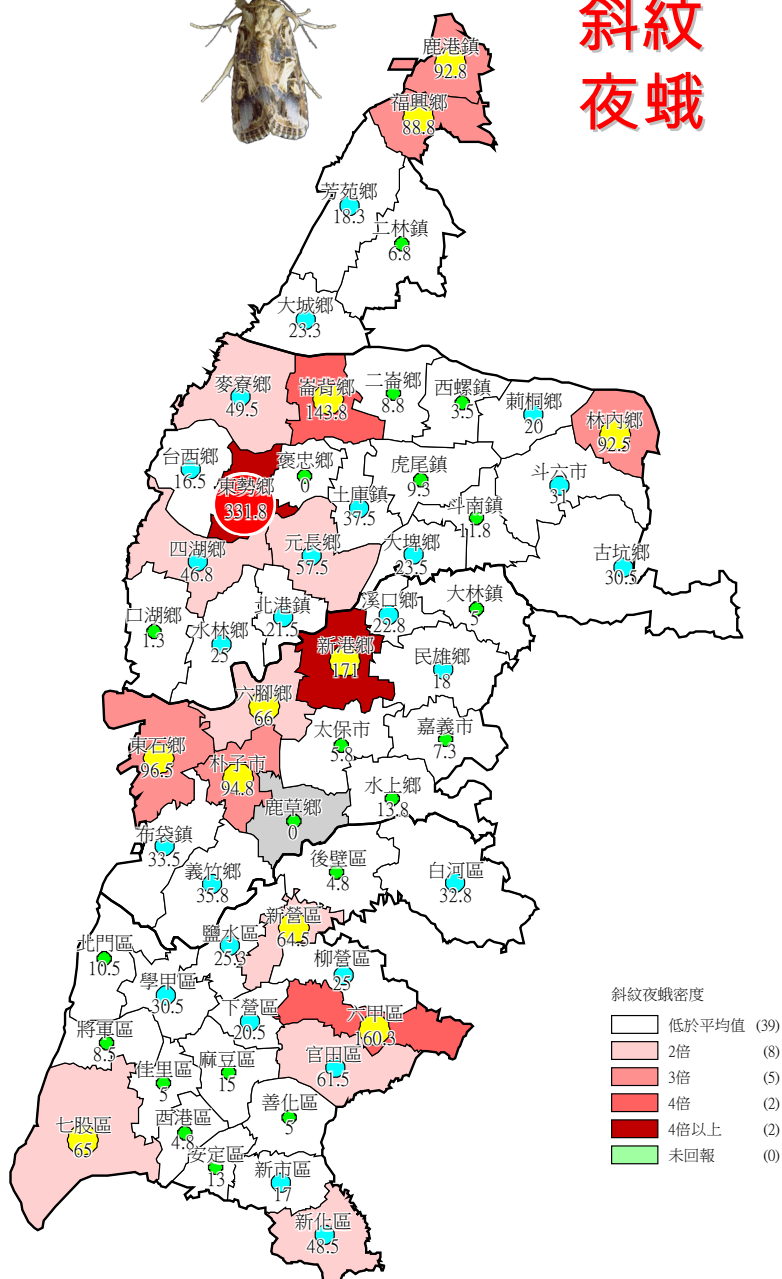 斜紋
夜蛾
鹿港鎮
92.8
福興鄉
88.8
芳苑鄉
18.3
二林鎮
6.8
大城鄉
23.3
麥寮鄉
49.5
崙背鄉
143.8
二崙鄉
8.8
西螺鎮
3.5
莿桐鄉
20
林內鄉
92.5
台西鄉
16.5
東勢鄉
331.8
褒忠鄉
0
土庫鎮
37.5
虎尾鎮
9.3
斗南鎮
11.8
斗六市
31
四湖鄉
46.8
元長鄉
57.5
大埤鄉
23.5
古坑鄉
30.5
口湖鄉
1.3
水林鄉
25
北港鎮
21.5
溪口鄉
22.8
大林鎮
5
新港鄉
171
民雄鄉
18
六腳鄉
66
太保市
5.8
嘉義市
7.3
東石鄉
96.5
朴子市
94.8
鹿草鄉
0
水上鄉
13.8
布袋鎮
33.5
義竹鄉
35.8
後壁區
4.8
白河區
32.8
新營區
64.5
鹽水區
25.3
北門區
10.5
柳營區
25
學甲區
30.5
下營區
20.5
六甲區
160.3
將軍區
8.5
佳里區
5
麻豆區
15
官田區
61.5
善化區
5
七股區
65
西港區
4.8
安定區
13
新市區
17
新化區
48.5
斜紋夜蛾密度
低於平均值 (39)
2倍 (8)
3倍 (5)
4倍 (2)
4倍以上 (2)
未回報 (0)